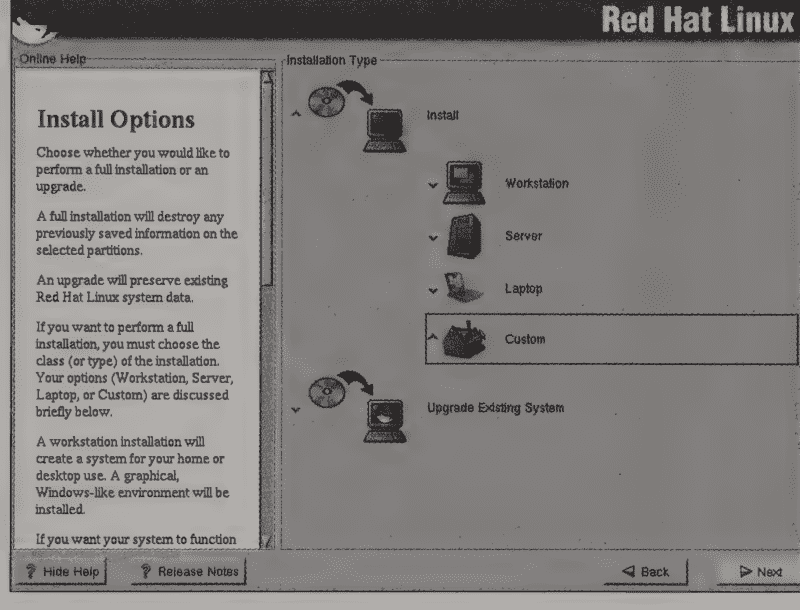 Red Hat Linux
Online Help
Install Options
Choose whether you would like to
perform a full installation or an
upgrade.
A full installation will destroy any
previously saved information on the
selected partitions.
An upgrade will preserve existing
Red Hat Linux system data.
If you want to perform a full
installation, you must choose the
class (or type) of the installation.
Your options (Workstation, Server,
Laptop, or Custom) are discussed
briefly below.
A workstation installation will
create a system for your home or
desktop use. A graphical,
Windows-like environment will be
installed.
If you want your system to function
Installation Type
Install
Workstation
Server
Laptop
Custom
Upgrade Existing System
Hide Help
Release Notes
Back
Next